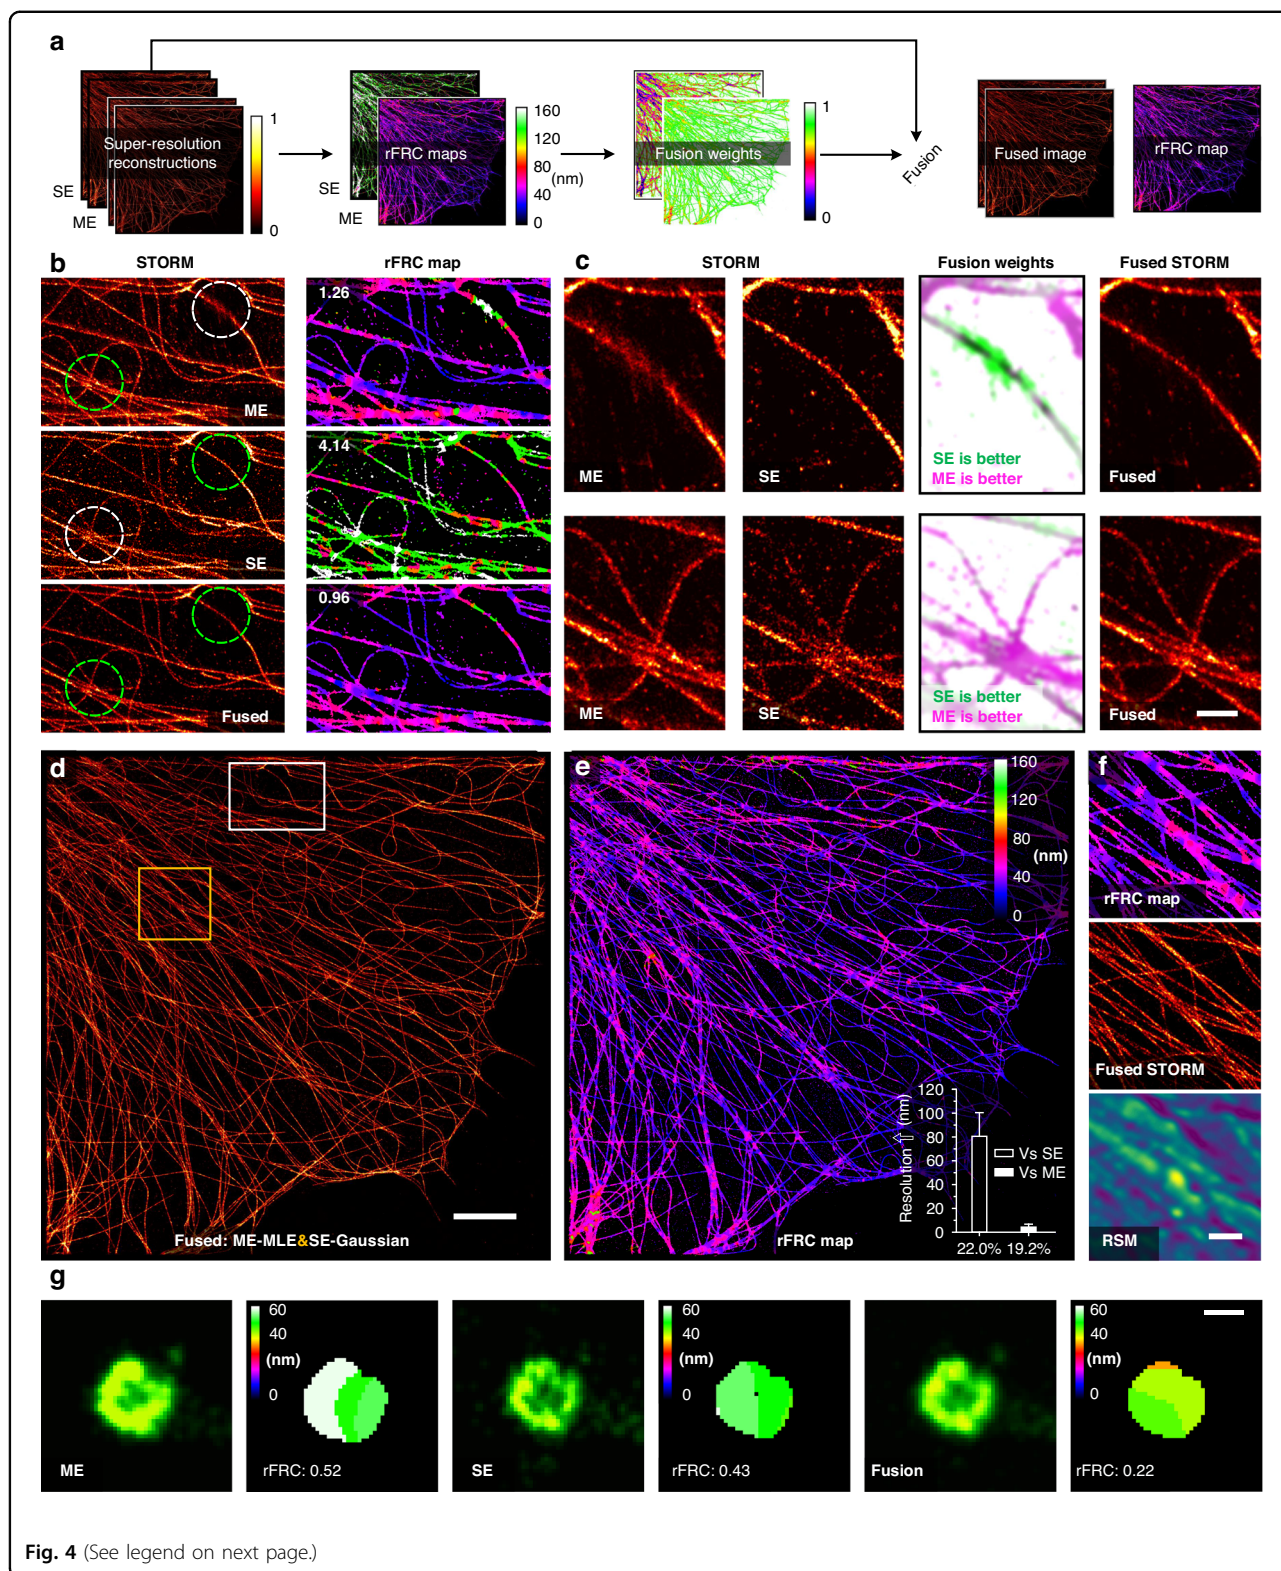 a
Super-resolution
reconstructions
SE
ME
1
0
rFRC maps
SE
ME
160
120
80
(nm)
40
0
Fusion weights
1
0
Fusion
Fused image
rFRC map
b
STORM
rFRC map
ME
1.26
SE
4.14
Fused
0.96
c
STORM
Fusion weights
Fused STORM
ME
SE
SE is better
ME is better
Fused
ME
SE
SE is better
ME is better
Fused
d
Fused: ME-MLE&SE-Gaussian
e
160
120
80
(nm)
40
0
Resolution (nm)
120
100
80
60
40
20
0
Vs SE
Vs ME
22.0% 19.2%
rFRC map
f
rFRC map
Fused STORM
RSM
g
ME
60
40
(nm)
0
rFRC: 0.52
SE
60
40
(nm)
0
rFRC: 0.43
Fusion
60
40
(nm)
0
rFRC: 0.22
Fig. 4 (See legend on next page.)